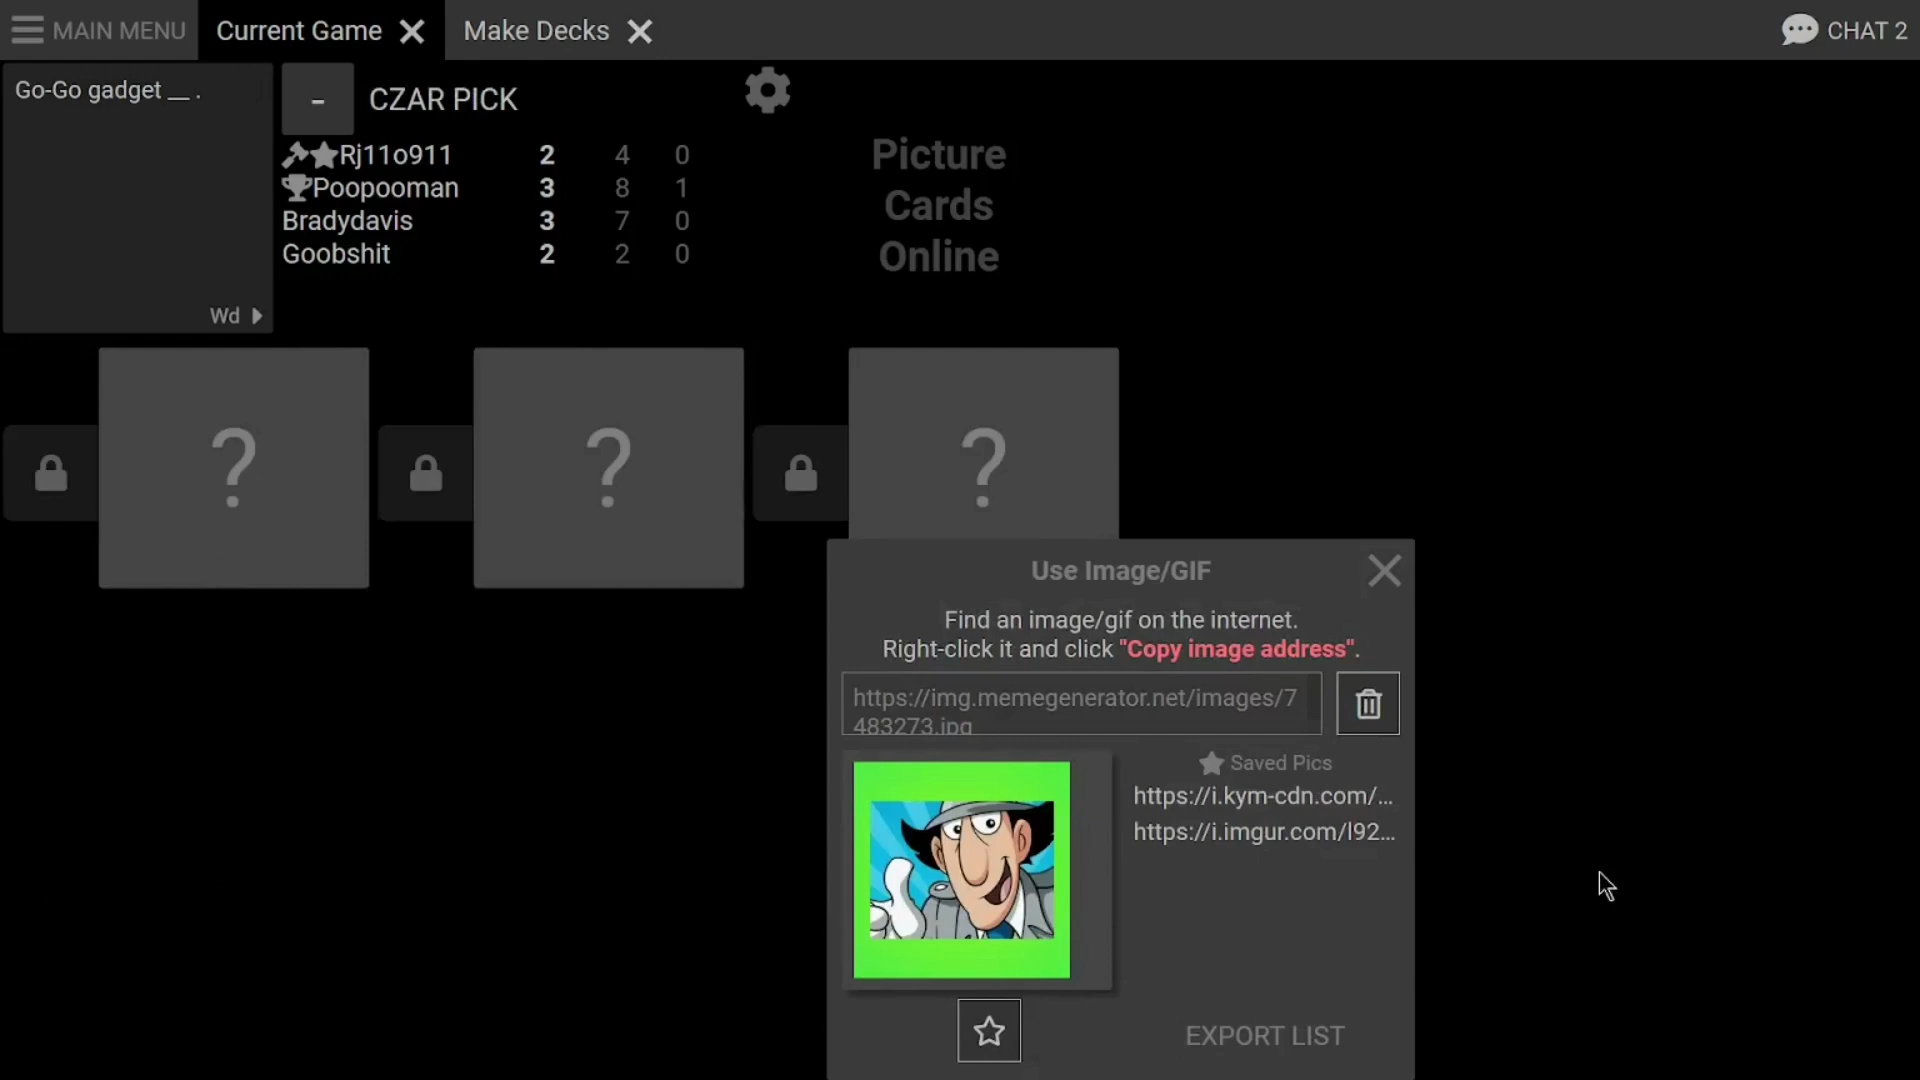 MAIN MENU
Current Game
Make Decks
CHAT 2
Go-Go gadget __ .
Wd
-
CZAR PICK
Rj11o911 2 4 0
Poopooman 3 8 1
Bradydavis 3 7 0
Goobshit 2 2 0
Picture
Cards
Online
?
?
?
Use Image/GIF
Find an image/gif on the internet.
Right-click it and click "Copy image address".
https://img.memegenerator.net/images/7
483273.jpg
Saved Pics
https://i.kym-cdn.com/...
https://i.imgur.com/l92...
EXPORT LIST